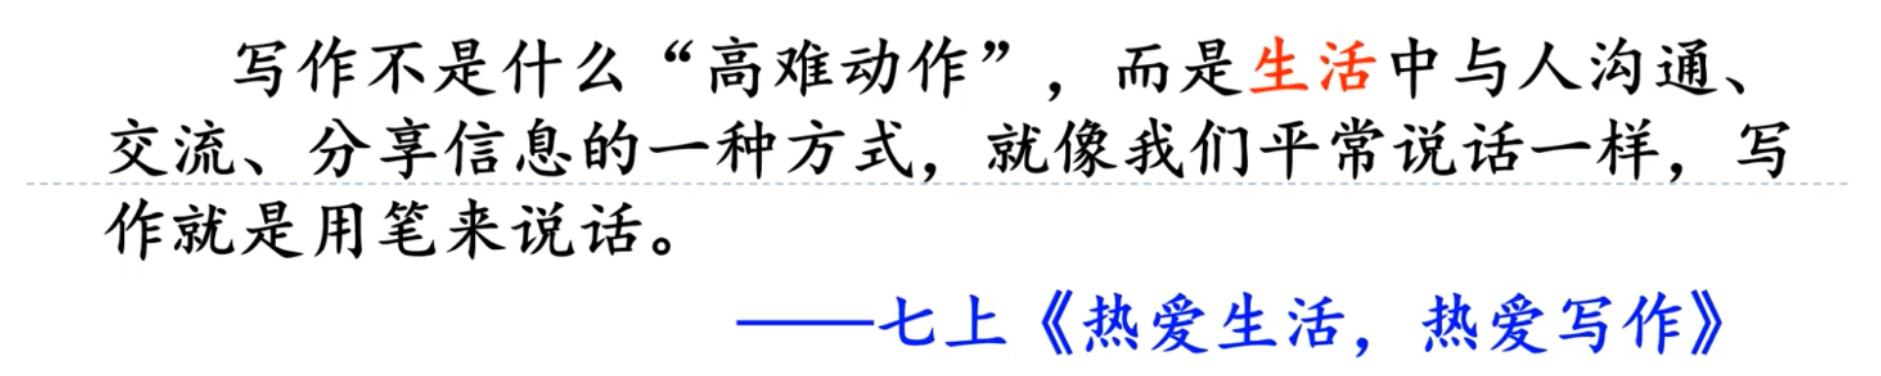 写作不是什么“高难动作”，而是生活中与人沟通、
交流、分享信息的一种方式，就像我们平常说话一样，写
作就是用笔来说话。
——七上《热爱生活，热爱写作》